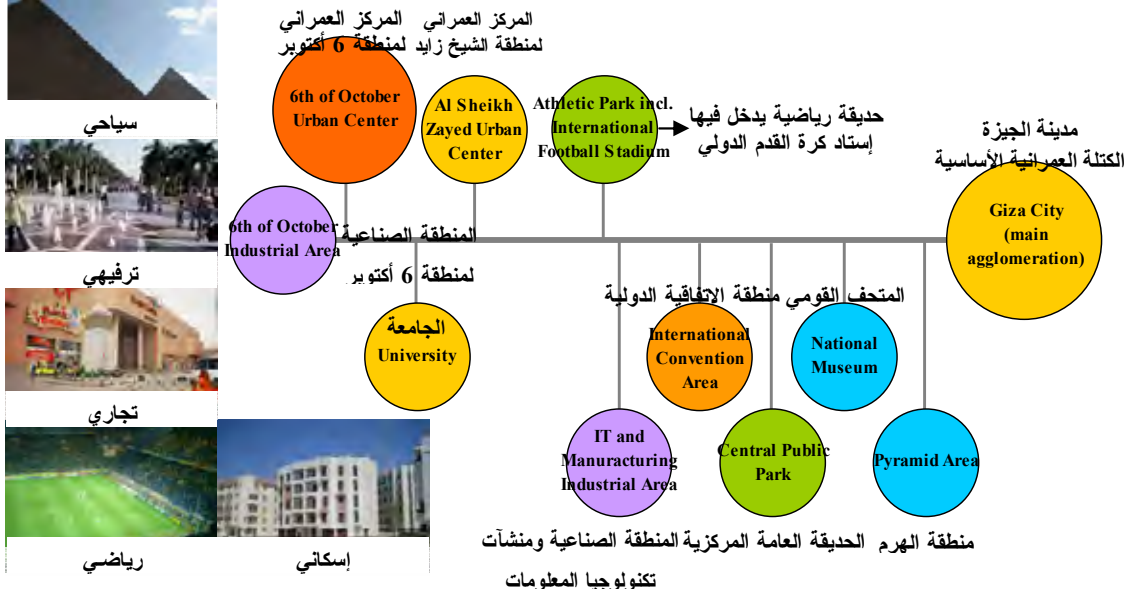 سياحي
ترفيهي
تجاري
رياضي
إسكاني
المركز العمراني
لمنطقة 6 أكتوبر
6th of October
Urban Center
المركز العمراني
لمنطقة الشيخ زايد
Al Sheikh
Zayed Urban
Center
Athletic Park incl.
International
Football Stadium
حديقة رياضية يدخل فيها
إستاد كرة القدم الدولي
مدينة الجيزة
الكتلة العمرانية الأساسية
Giza City
(main
agglomeration)
6th of October
Industrial Area
المنطقة الصناعية
لمنطقة 6 أكتوبر
الجامعة
University
المتحف القومي
منطقة الاتفاقية الدولية
International
Convention
Area
National
Museum
IT and
Manuracturing
Industrial Area
Central Public
Park
Pyramid Area
منطقة الهرم
الحديقة العامة المركزية
المنطقة الصناعية ومنشآت
تكنولوجيا المعلومات